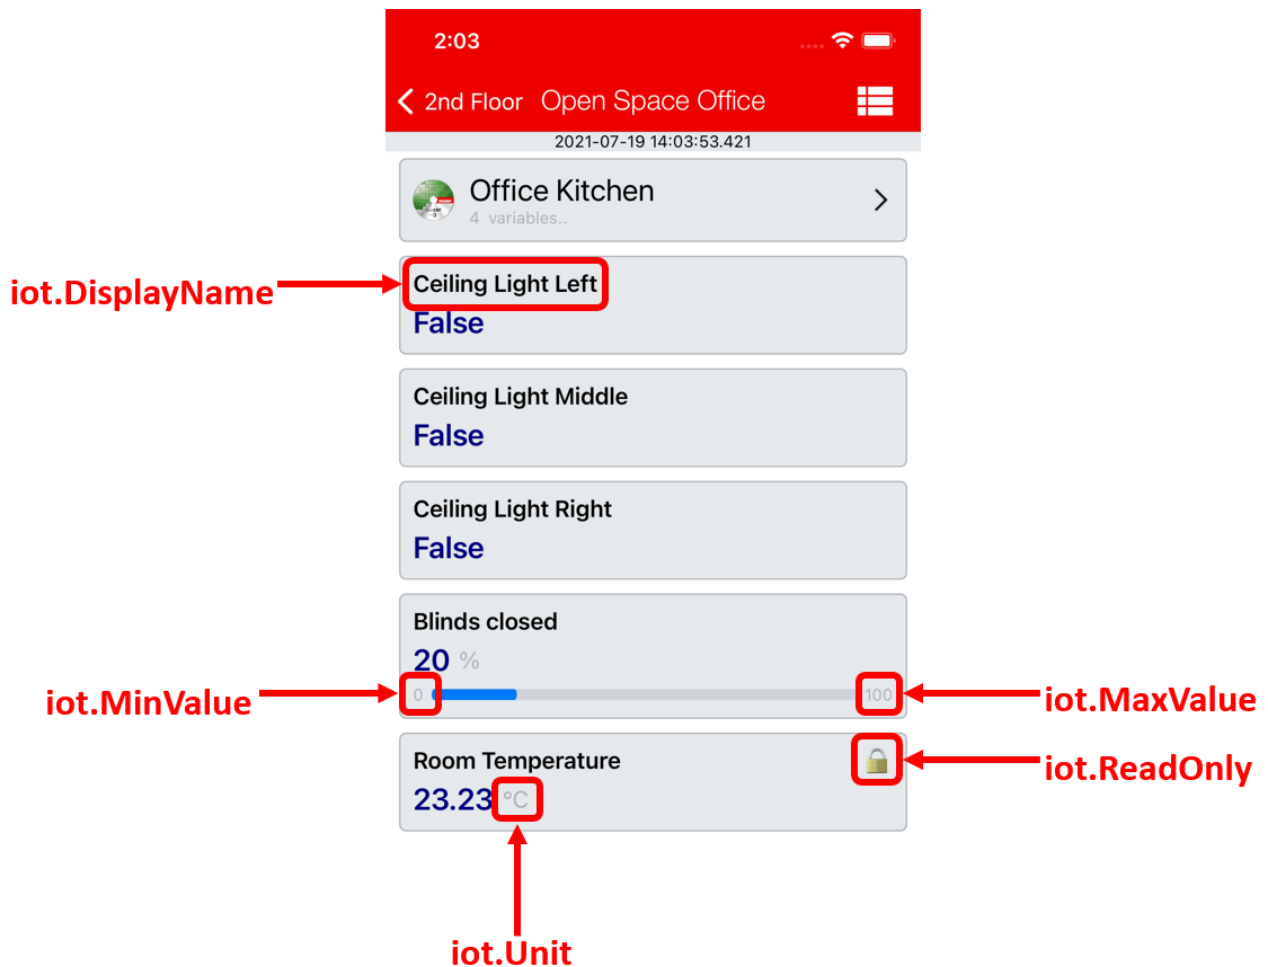 2:03
2nd Floor Open Space Office
2021-07-19 14:03:53.421
Office Kitchen
4 variables..
iot.DisplayName
Ceiling Light Left
False
Ceiling Light Middle
False
Ceiling Light Right
False
Blinds closed
20 %
iot.MinValue
0
100
iot.MaxValue
Room Temperature
iot.ReadOnly
23.23 °C
iot.Unit